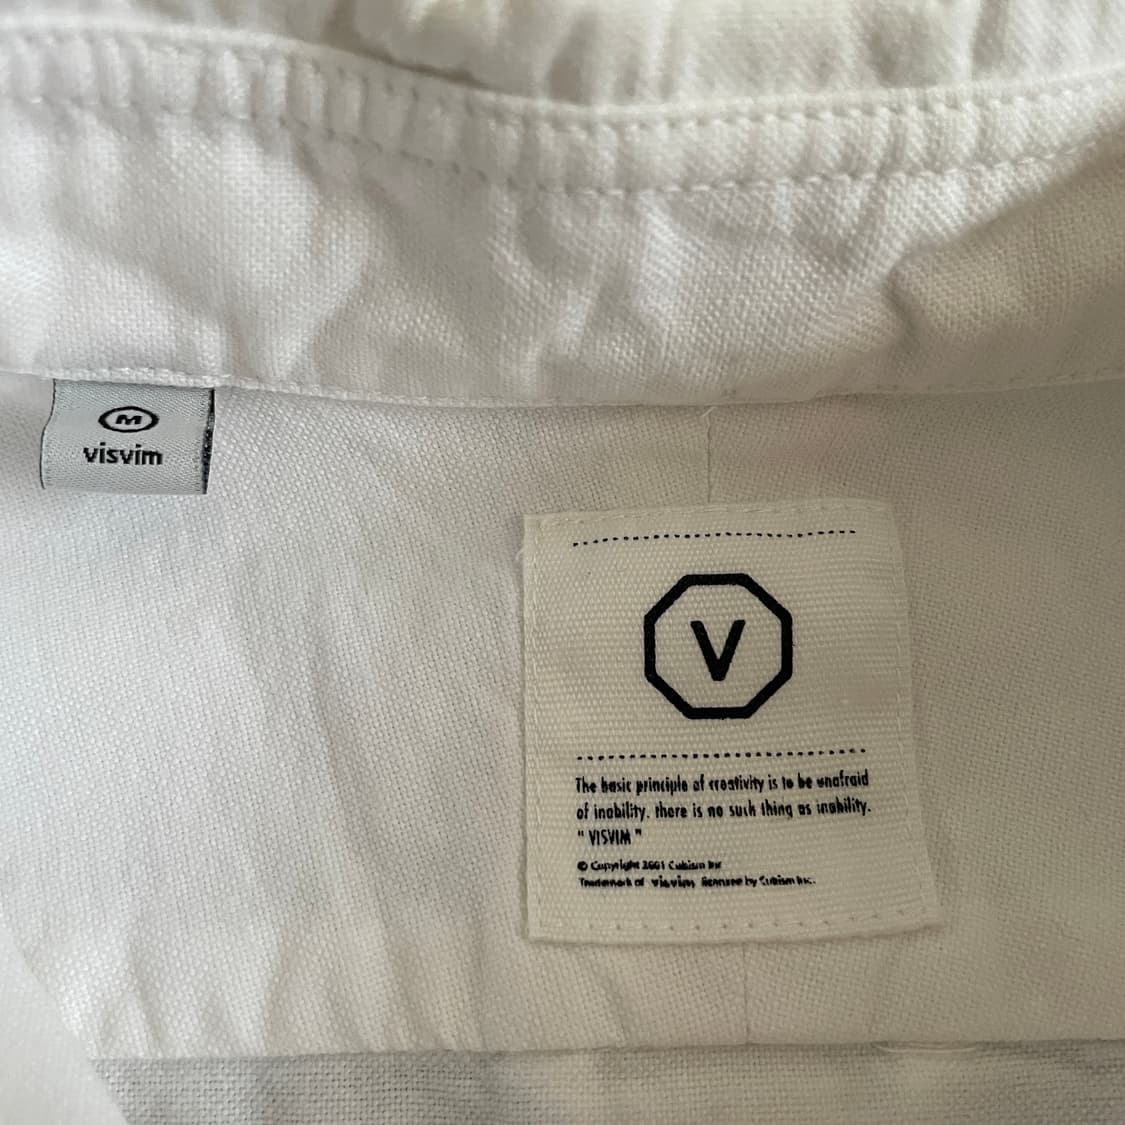 M
visvim
V
The basic principle of creativity is to be unafraid
of inability. there is no such thing as inability.
" VISVIM "
© Copyright 2001 Cubism Inc
Trademark of visvim, licensed by Cubism Inc.